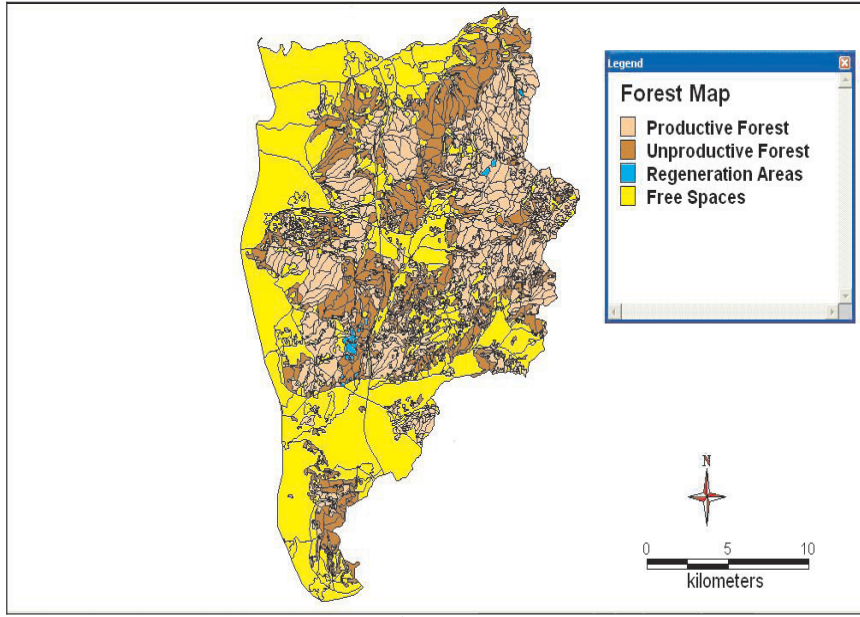 Legend
Forest Map
Productive Forest
Unproductive Forest
Regeneration Areas
Free Spaces
N
0 5 10
kilometers